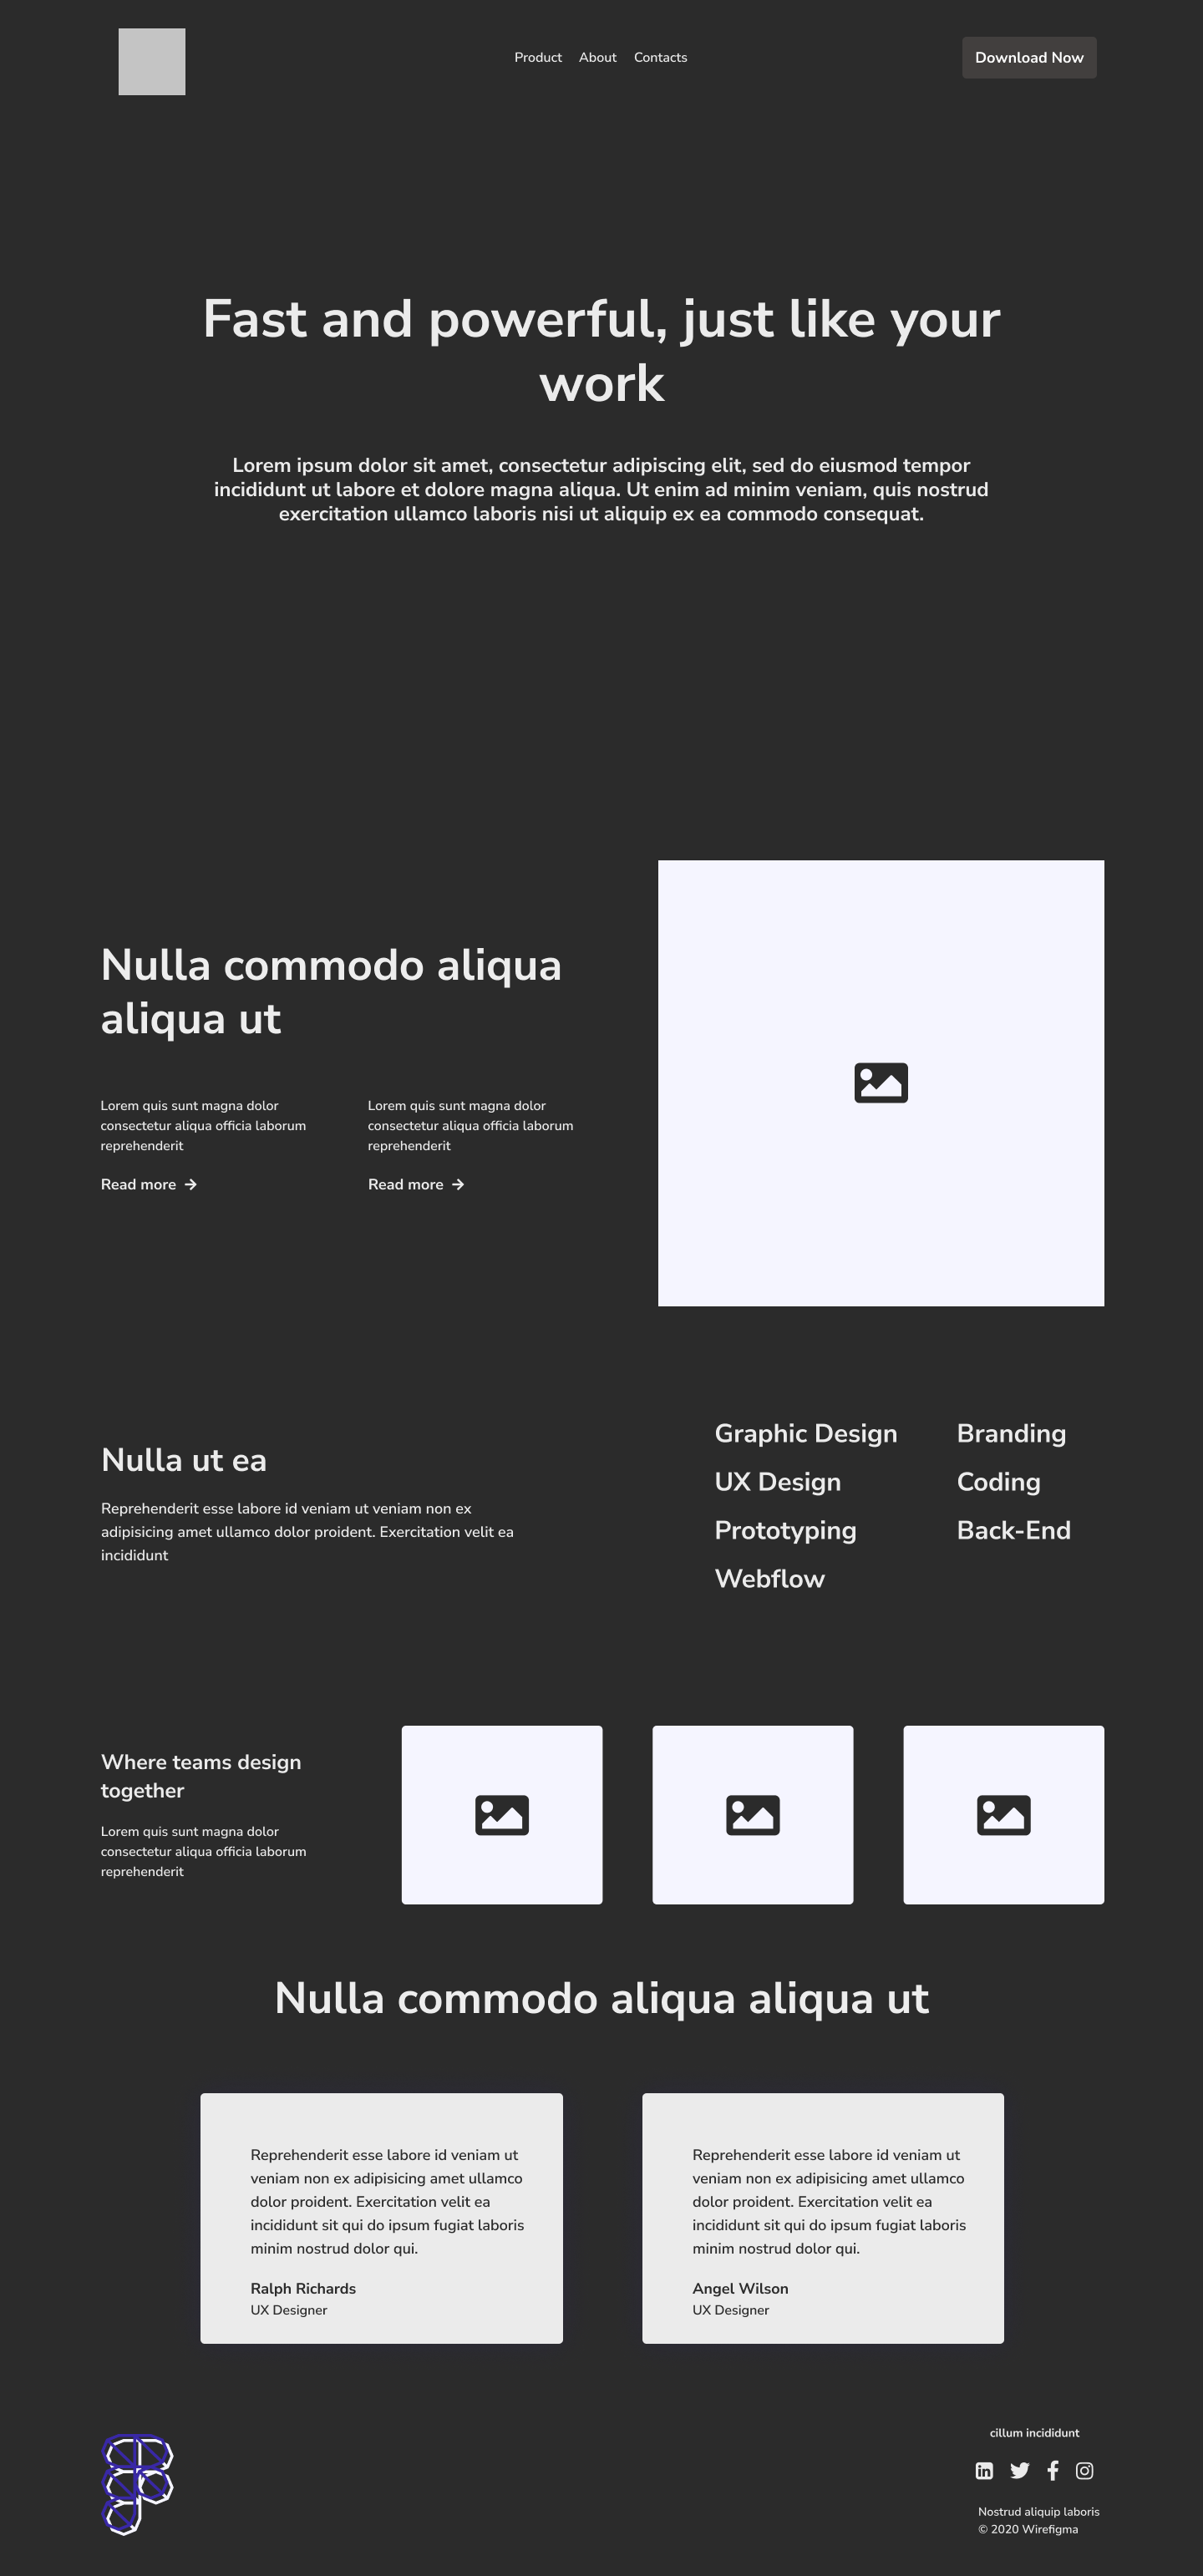 Product About Contacts
Download Now
Fast and powerful, just like your
work
Lorem ipsum dolor sit amet, consectetur adipiscing elit, sed do eiusmod tempor
incididunt ut labore et dolore magna aliqua. Ut enim ad minim veniam, quis nostrud
exercitation ullamco laboris nisi ut aliquip ex ea commodo consequat.
Nulla commodo aliqua
aliqua ut
Lorem quis sunt magna dolor
consectetur aliqua officia laborum
reprehenderit
Read more
Lorem quis sunt magna dolor
consectetur aliqua officia laborum
reprehenderit
Read more
Nulla ut ea
Reprehenderit esse labore id veniam ut veniam non ex
adipisicing amet ullamco dolor proident. Exercitation velit ea
incididunt
Graphic Design
UX Design
Prototyping
Webflow
Branding
Coding
Back-End
Where teams design
together
Lorem quis sunt magna dolor
consectetur aliqua officia laborum
reprehenderit
Nulla commodo aliqua aliqua ut
Reprehenderit esse labore id veniam ut
veniam non ex adipisicing amet ullamco
dolor proident. Exercitation velit ea
incididunt sit qui do ipsum fugiat laboris
minim nostrud dolor qui.
Ralph Richards
UX Designer
Reprehenderit esse labore id veniam ut
veniam non ex adipisicing amet ullamco
dolor proident. Exercitation velit ea
incididunt sit qui do ipsum fugiat laboris
minim nostrud dolor qui.
Angel Wilson
UX Designer
cillum incididunt
Nostrud aliquip laboris
© 2020 Wirefigma